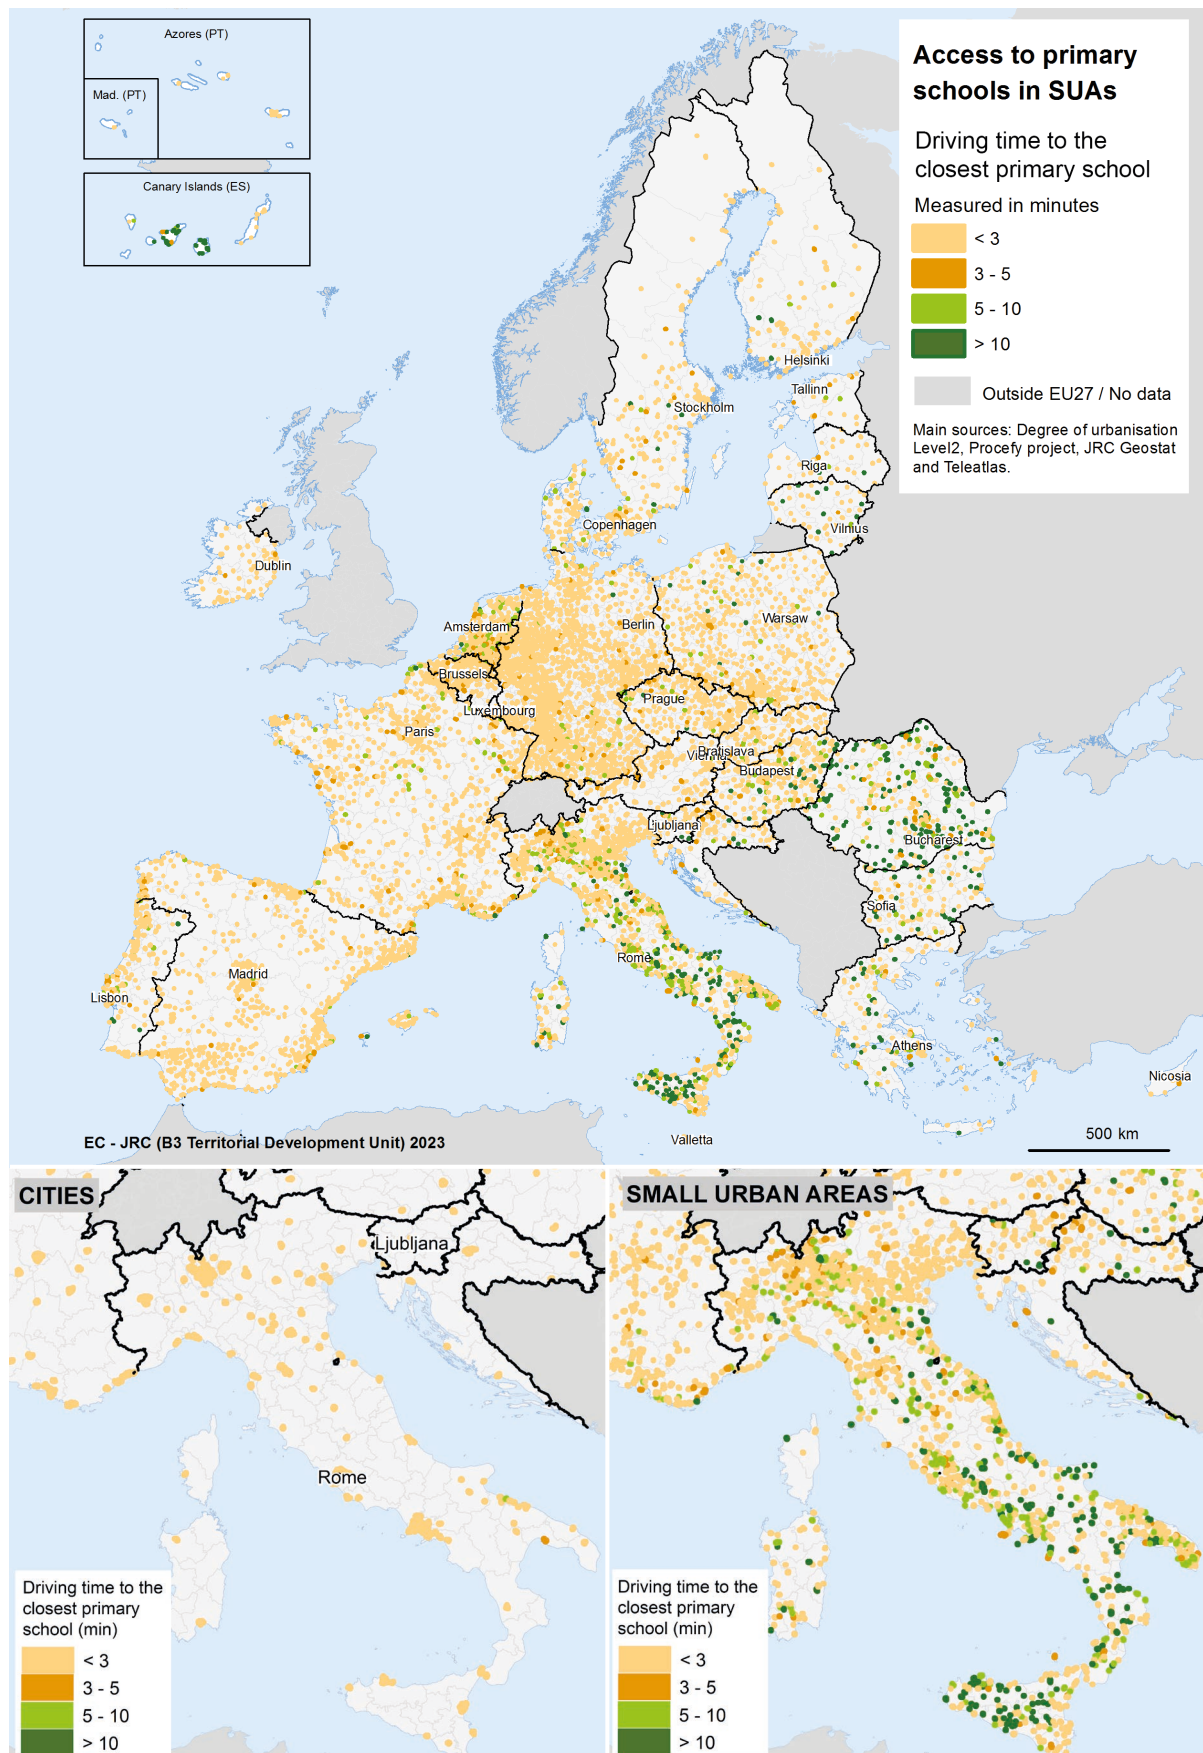 Azores (PT)
Mad. (PT)
Canary Islands (ES)
Access to primary
schools in SUAs
Driving time to the
closest primary school
Measured in minutes
< 3
3 - 5
5 - 10
> 10
Outside EU27 / No data
Main sources: Degree of urbanisation
Level2, Procefy project, JRC Geostat
and Teleatlas.
Helsinki
Tallinn
Stockholm
Riga
Copenhagen
Vilnius
Dublin
Amsterdam
Berlin
Warsaw
Brussels
Prague
Luxembourg
Paris
Bratislava
Vienna
Budapest
Ljubljana
Bucharest
Sofia
Rome
Madrid
Lisbon
Athens
Nicosia
Valletta
500 km
EC - JRC (B3 Territorial Development Unit) 2023
CITIES
Ljubljana
Rome
Driving time to the
closest primary
school (min)
< 3
3 - 5
5 - 10
> 10
SMALL URBAN AREAS
Driving time to the
closest primary
school (min)
< 3
3 - 5
5 - 10
> 10